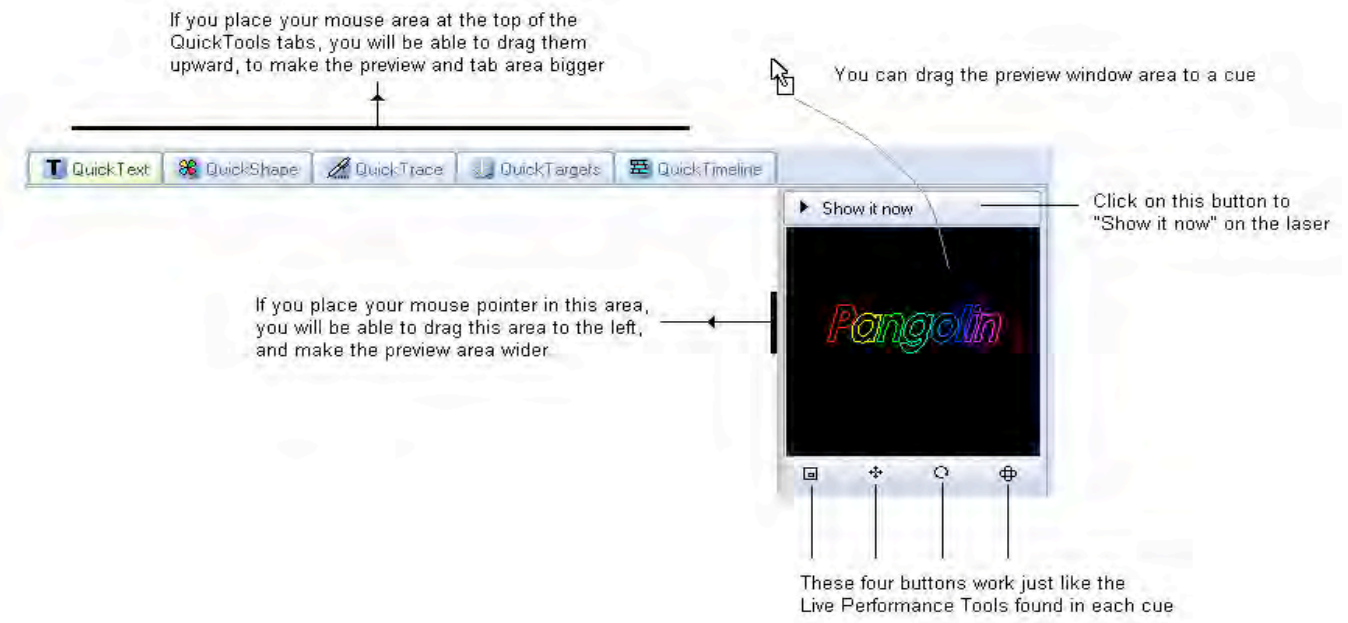 If you place your mouse area at the top of the
QuickTools tabs, you will be able to drag them
upward, to make the preview and tab area bigger
You can drag the preview window area to a cue
QuickText QuickShape QuickTrace QuickTargets QuickTimeline
Show it now
Click on this button to
"Show it now" on the laser
If you place your mouse pointer in this area,
you will be able to drag this area to the left,
and make the preview area wider.
Pangolin
These four buttons work just like the
Live Performance Tools found in each cue